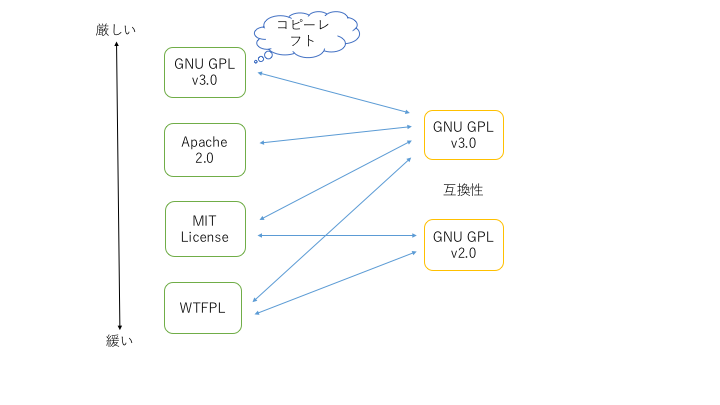 厳しい
コピーレ
フト
GNU GPL
v3.0
Apache
2.0
MIT
License
WTFPL
緩い
GNU GPL
v3.0
互換性
GNU GPL
v2.0